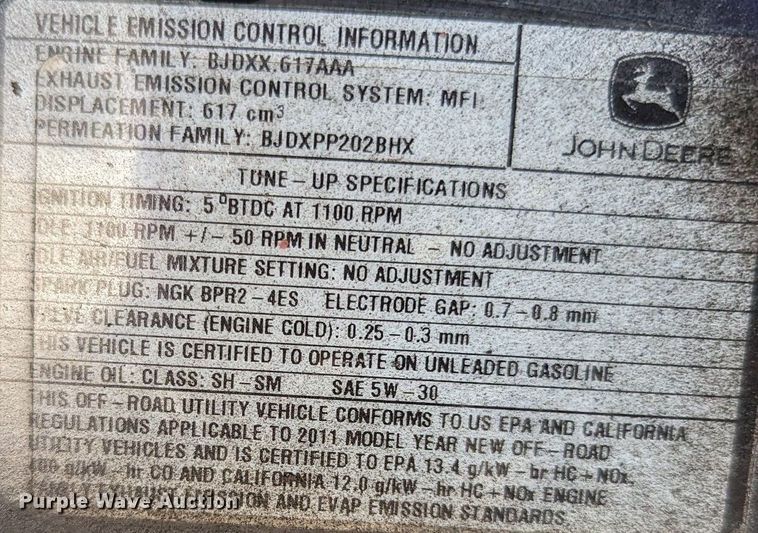 VEHICLE EMISSION CONTROL INFORMATION
ENGINE FAMILY: BJDXX.617AAA
EXHAUST EMISSION CONTROL SYSTEM: MFI
DISPLACEMENT: 617 cm³
PERMEATION FAMILY: BJDXPP202BHX
JOHN DEERE
TUNE-UP SPECIFICATIONS
IGNITION TIMING: 5 °BTDC AT 1100 RPM
IDLE: 1100 RPM +/- 50 RPM IN NEUTRAL - NO ADJUSTMENT
IDLE AIR/FUEL MIXTURE SETTING: NO ADJUSTMENT
SPARK PLUG: NGK BPR2-4ES ELECTRODE GAP: 0.7-0.8 mm
VALVE CLEARANCE (ENGINE COLD): 0.25-0.3 mm
THIS VEHICLE IS CERTIFIED TO OPERATE ON UNLEADED GASOLINE
ENGINE OIL: CLASS: SH-SM SAE 5W-30
THIS OFF-ROAD UTILITY VEHICLE CONFORMS TO US EPA AND CALIFORNIA
REGULATIONS APPLICABLE TO 2011 MODEL YEAR NEW OFF-ROAD
UTILITY VEHICLES AND IS CERTIFIED TO EPA 13.4 g/kW-hr HC+NOx,
400 g/kW-hr CO AND CALIFORNIA 12.0 g/kW-hr HC+NOx ENGINE
FAMILY EXHAUST EMISSION AND EVAP EMISSION STANDARDS.
Purple Wave Auction